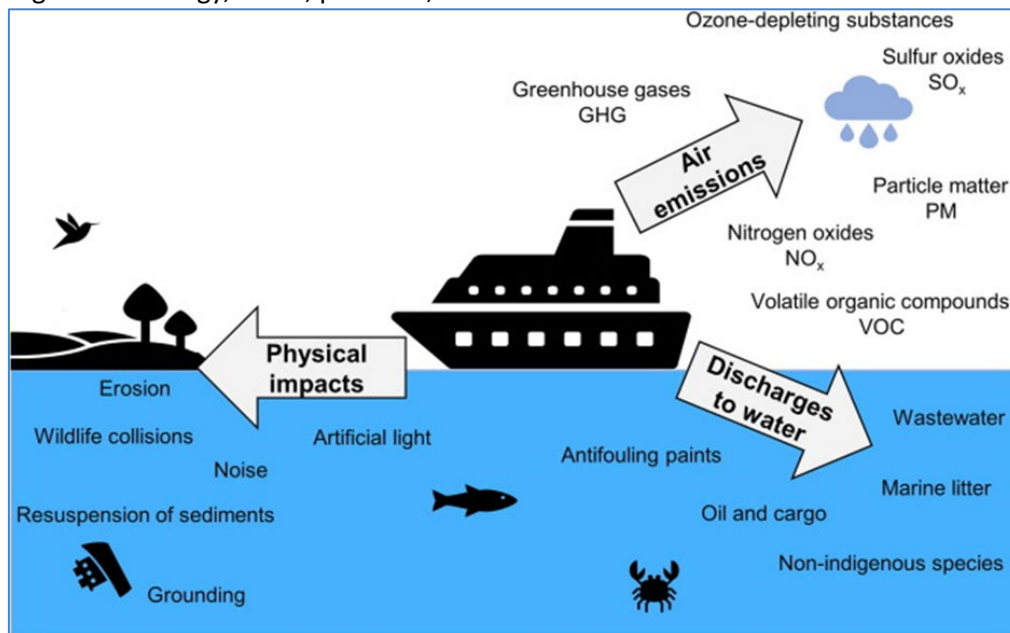 Ozone-depleting substances
Sulfur oxides
SOx
Greenhouse gases
GHG
Air
emissions
Particle matter
PM
Nitrogen oxides
NOx
Volatile organic compounds
VOC
Physical
impacts
Discharges
to water
Erosion
Wildlife collisions
Artificial light
Noise
Resuspension of sediments
Grounding
Antifouling paints
Wastewater
Marine litter
Oil and cargo
Non-indigenous species